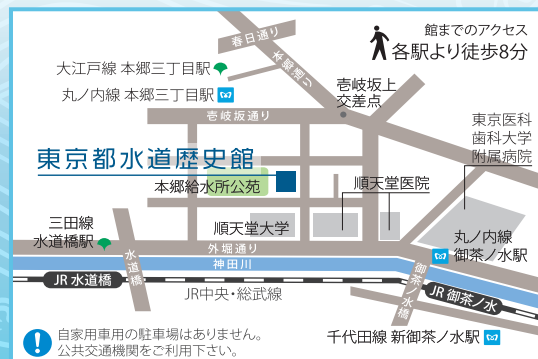 館までのアクセス
各駅より徒歩8分
春日通り
本郷通り
大江戸線 本郷三丁目駅
丸ノ内線 本郷三丁目駅
壱岐坂上
交差点
壱岐坂通り
東京医科
歯科大学
附属病院
東京都水道歴史館
本郷給水所公苑
順天堂医院
三田線
水道橋駅
順天堂大学
外堀通り
神田川
丸ノ内線
御茶ノ水駅
水道橋
御茶ノ水橋
JR 水道橋
JR中央・総武線
JR 御茶ノ水
自家用車用の駐車場はありません。
公共交通機関をご利用下さい。
千代田線 新御茶ノ水駅